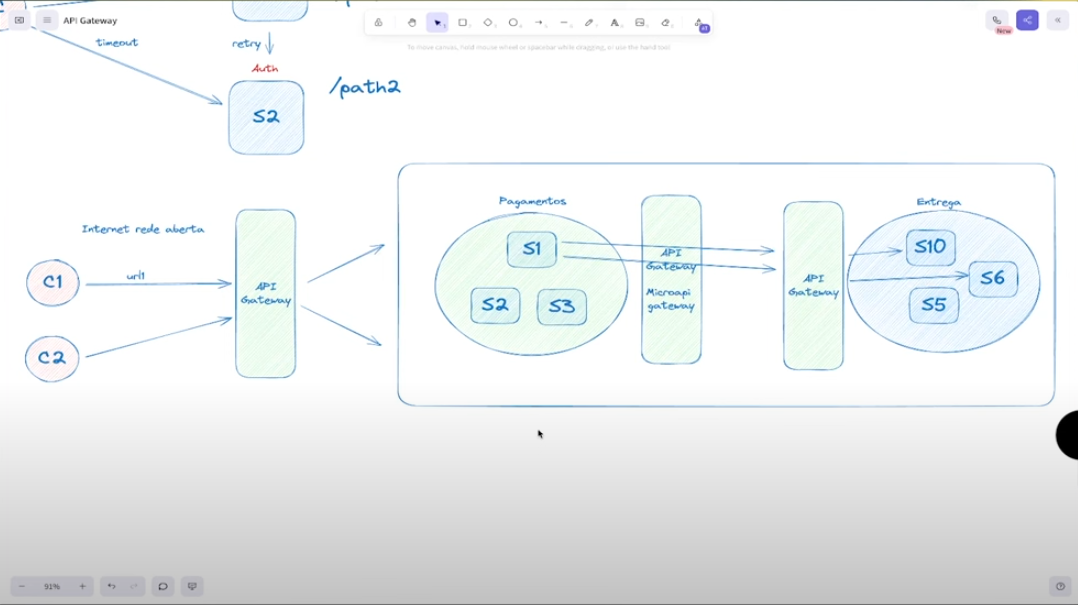 API Gateway
To move canvas, hold mouse wheel or spacebar while dragging, or use the hand tool
New
timeout
retry
Auth
S2
/path2
Internet rede aberta
C1
url1
C2
API
Gateway
Pagamentos
S1
S2
S3
API
Gateway
Microapi
gateway
API
Gateway
Entrega
S10
S6
S5
91%